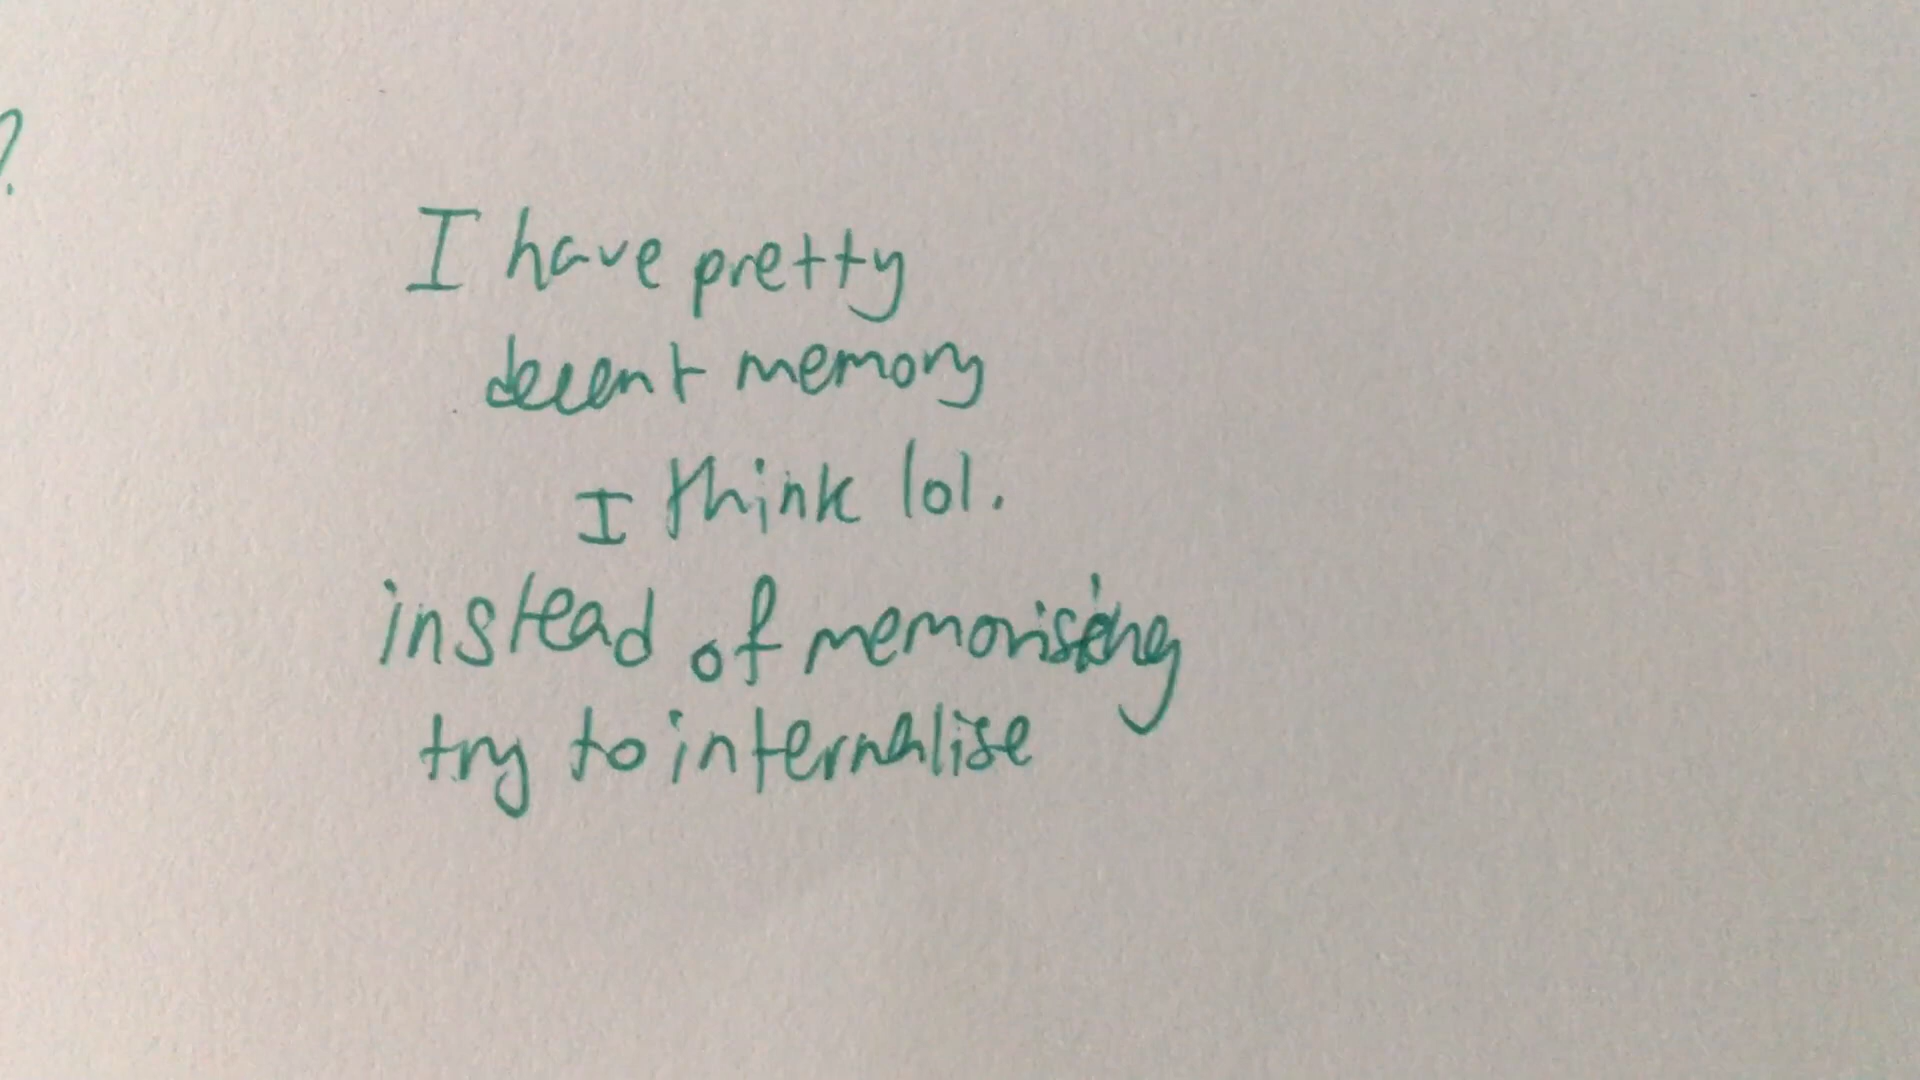 ?
I have pretty
decent memory
I think lol.
instead of memorising
try to internalise